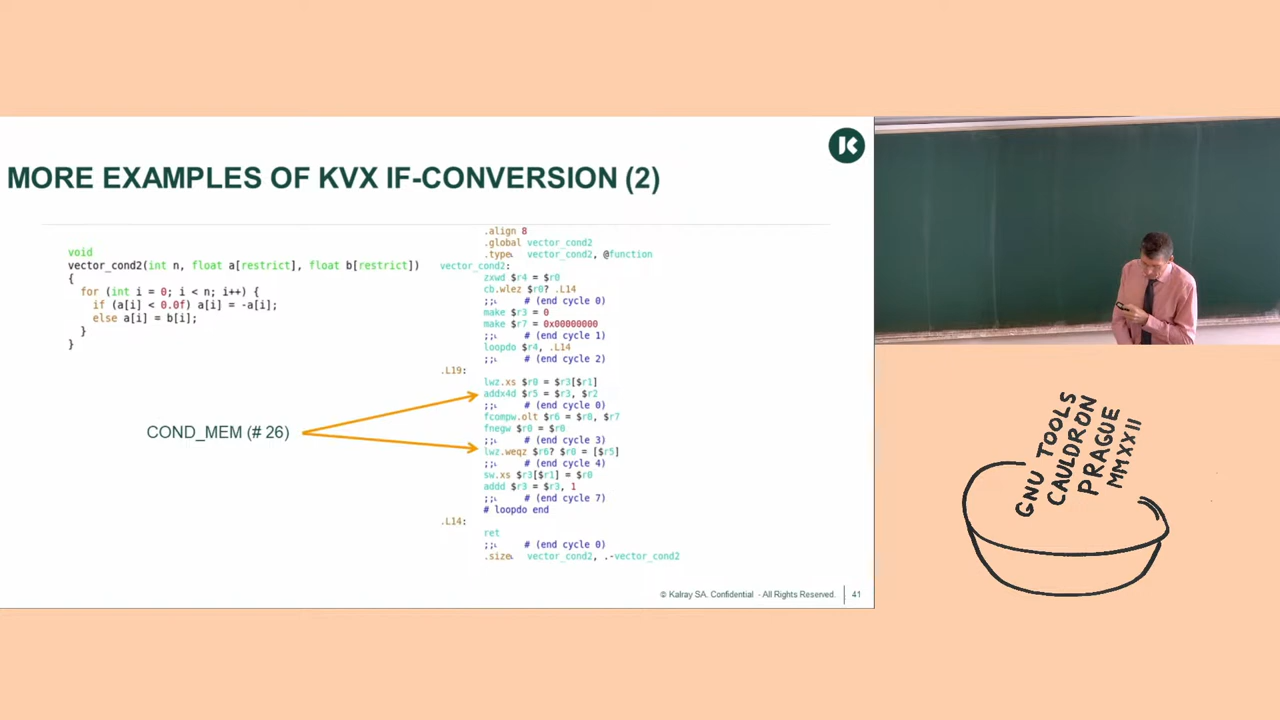 MORE EXAMPLES OF KVX IF-CONVERSION (2)
void
vector_cond2(int n, float a[restrict], float b[restrict])
{
for (int i = 0; i < n; i++) {
if (a[i] < 0.0f) a[i] = -a[i];
else a[i] = b[i];
}
}
COND_MEM (# 26)
.align 8
.global vector_cond2
.type vector_cond2, @function
vector_cond2:
zxwd $r4 = $r0
cb.wlez $r0? .L14
;; # (end cycle 0)
make $r3 = 0
make $r7 = 0x00000000
;; # (end cycle 1)
loopdo $r4, .L14
;; # (end cycle 2)
.L19:
lwz.xs $r0 = $r3[$r1]
addx4d $r5 = $r3, $r2
;; # (end cycle 0)
fcompw.olt $r6 = $r0, $r7
fnegw $r0 = $r0
;; # (end cycle 3)
lwz.weqz $r6? $r0 = [$r5]
;; # (end cycle 4)
sw.xs $r3[$r1] = $r0
addd $r3 = $r3, 1
;; # (end cycle 7)
# loopdo end
.L14:
ret
;; # (end cycle 0)
.size vector_cond2, .-vector_cond2
© Kalray SA. Confidential - All Rights Reserved. 41
GNU TOOLS
CAULDRON
PRAGUE
MMXXII